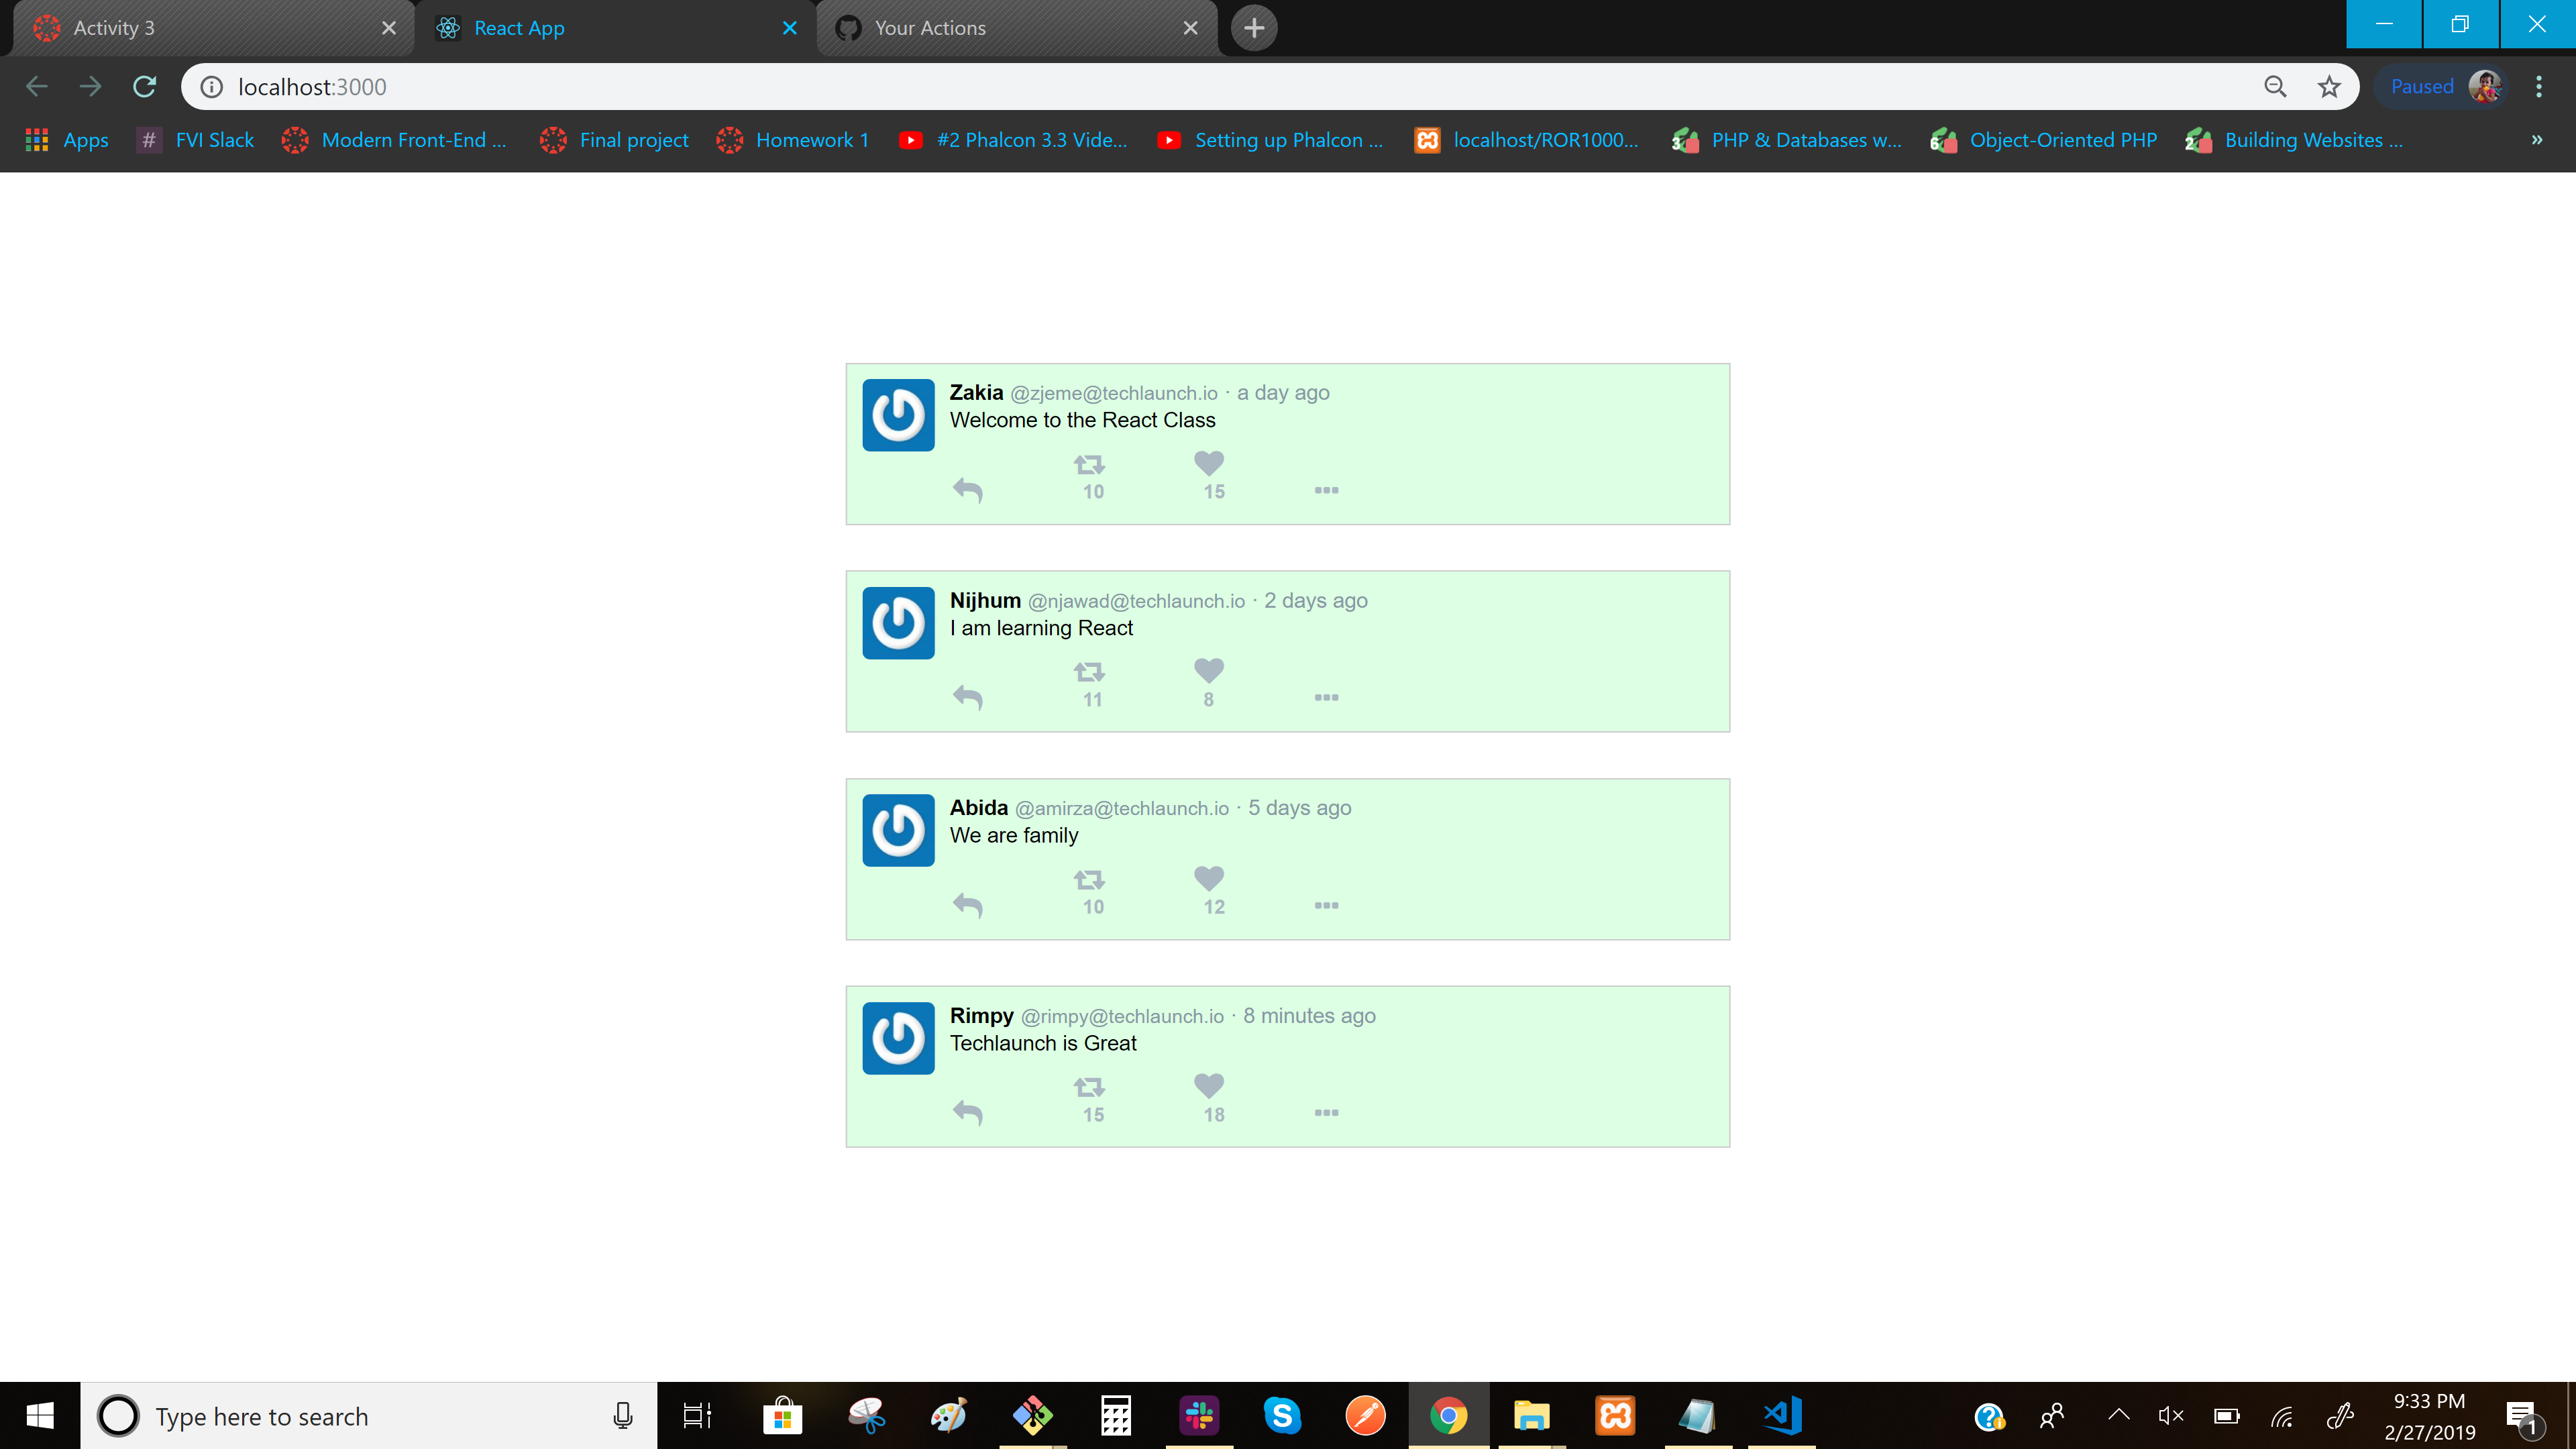 Activity 3
React App
Your Actions
localhost:3000
Paused
Apps
# FVI Slack
Modern Front-End ...
Final project
Homework 1
#2 Phalcon 3.3 Vide...
Setting up Phalcon ...
localhost/ROR1000...
3 PHP & Databases w...
6 Object-Oriented PHP
2 Building Websites ...
»
Zakia @zjeme@techlaunch.io · a day ago
Welcome to the React Class
10 15
Nijhum @njawad@techlaunch.io · 2 days ago
I am learning React
11 8
Abida @amirza@techlaunch.io · 5 days ago
We are family
10 12
Rimpy @rimpy@techlaunch.io · 8 minutes ago
Techlaunch is Great
15 18
Type here to search
9:33 PM
2/27/2019
1